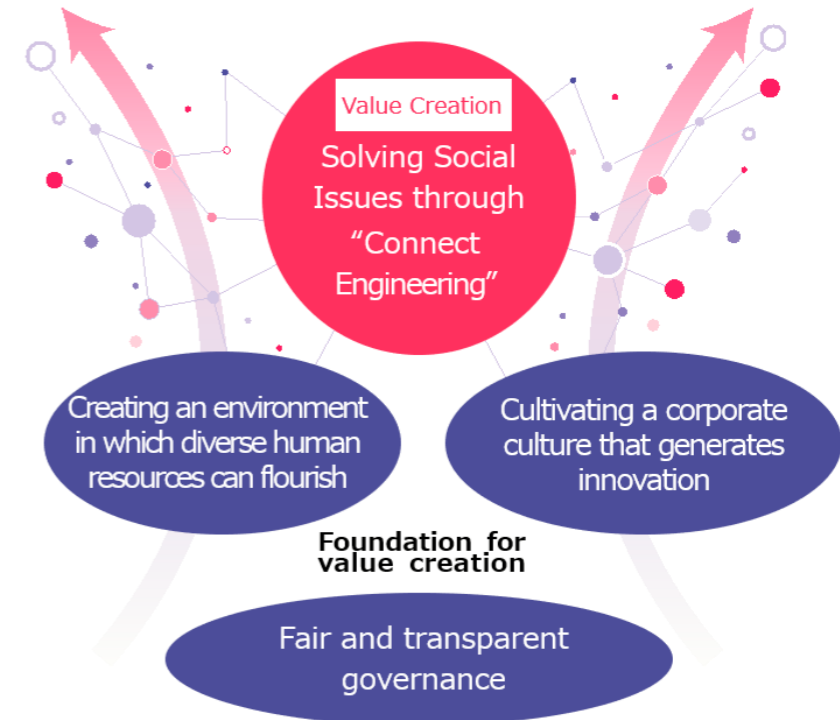 Value Creation
Solving Social
Issues through
“Connect
Engineering”
Creating an environment
in which diverse human
resources can flourish
Cultivating a corporate
culture that generates
innovation
Foundation for
value creation
Fair and transparent
governance